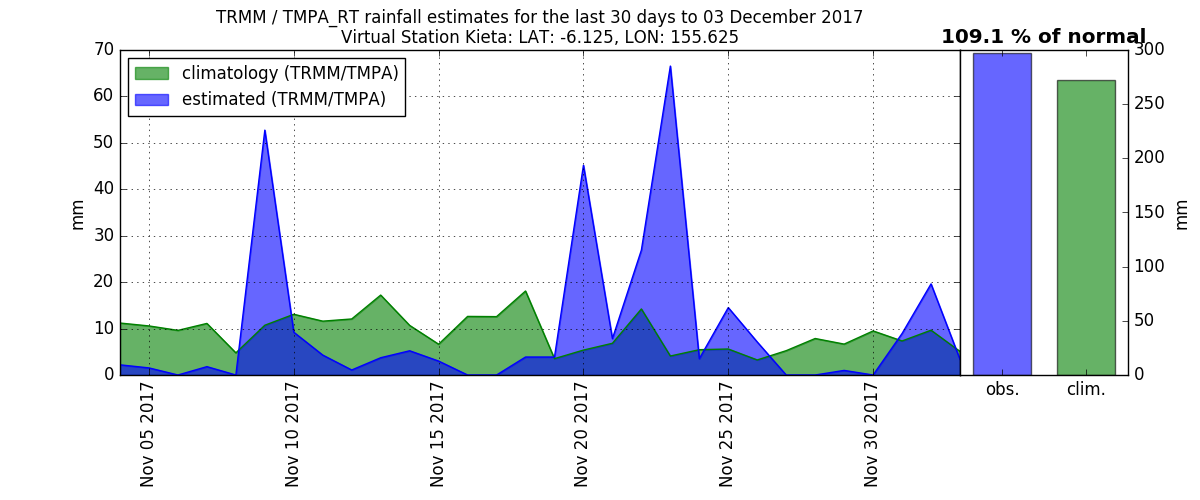 TRMM / TMPA_RT rainfall estimates for the last 30 days to 03 December 2017
Virtual Station Kieta: LAT: -6.125, LON: 155.625
109.1 % of normal
climatology (TRMM/TMPA)
estimated (TRMM/TMPA)
70
60
50
40
30
20
10
0
mm
Nov 05 2017
Nov 10 2017
Nov 15 2017
Nov 20 2017
Nov 25 2017
Nov 30 2017
obs.
clim.
300
250
200
150
100
50
0
mm